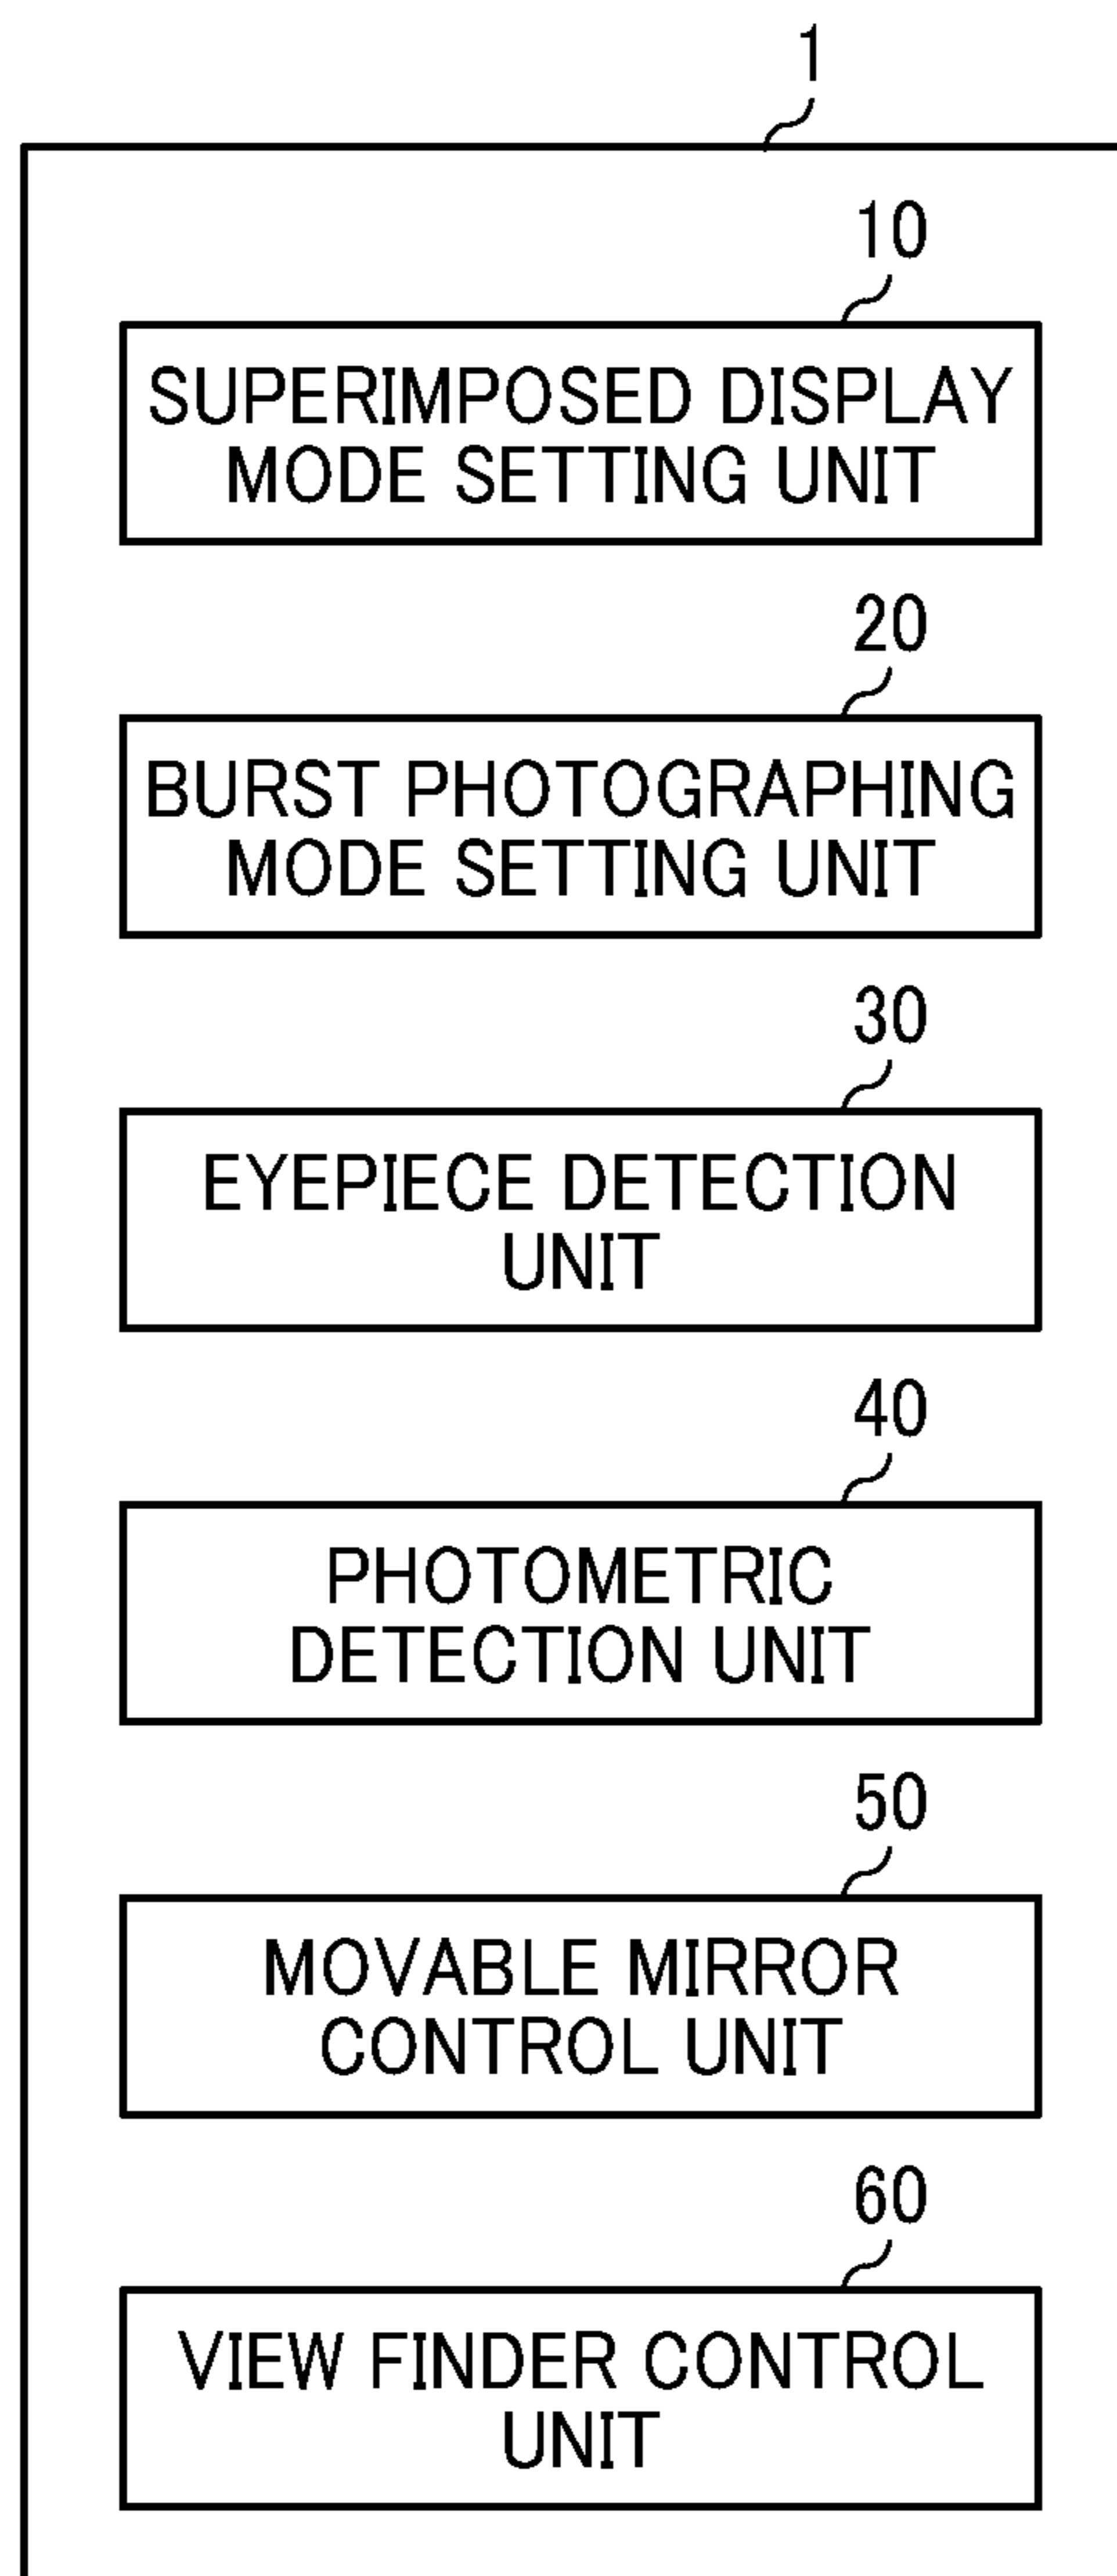 1
10
SUPERIMPOSED DISPLAY
MODE SETTING UNIT
20
BURST PHOTOGRAPHING
MODE SETTING UNIT
30
EYEPIECE DETECTION
UNIT
40
PHOTOMETRIC
DETECTION UNIT
50
MOVABLE MIRROR
CONTROL UNIT
60
VIEW FINDER CONTROL
UNIT